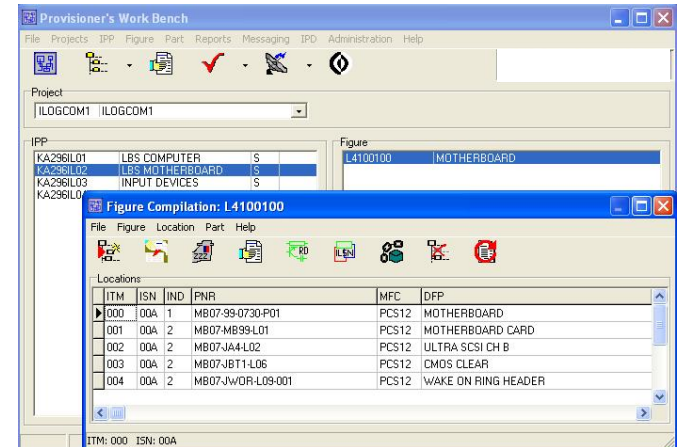 Provisioner's Work Bench
File Projects IPP Figure Part Reports Messaging IPD Administration Help
Project
ILOGCOM1 ILOGCOM1
IPP
KA296IL01 LBS COMPUTER S
KA296IL02 LBS MOTHERBOARD S
KA296IL03 INPUT DEVICES S
Figure
L4100100 MOTHERBOARD
Figure Compilation: L4100100
File Figure Location Part Help
zzz
RD
ILSN
Locations
ITM ISN IND PNR MFC DFP
000 00A 1 MB07-99-0730-P01 PCS12 MOTHERBOARD
001 00A 2 MB07-MB99-L01 PCS12 MOTHERBOARD CARD
002 00A 2 MB07-JA4-L02 PCS12 ULTRA SCSI CH B
003 00A 2 MB07-JBT1-L06 PCS12 CMOS CLEAR
004 00A 2 MB07-JWOR-L09-001 PCS12 WAKE ON RING HEADER
ITM: 000 ISN: 00A